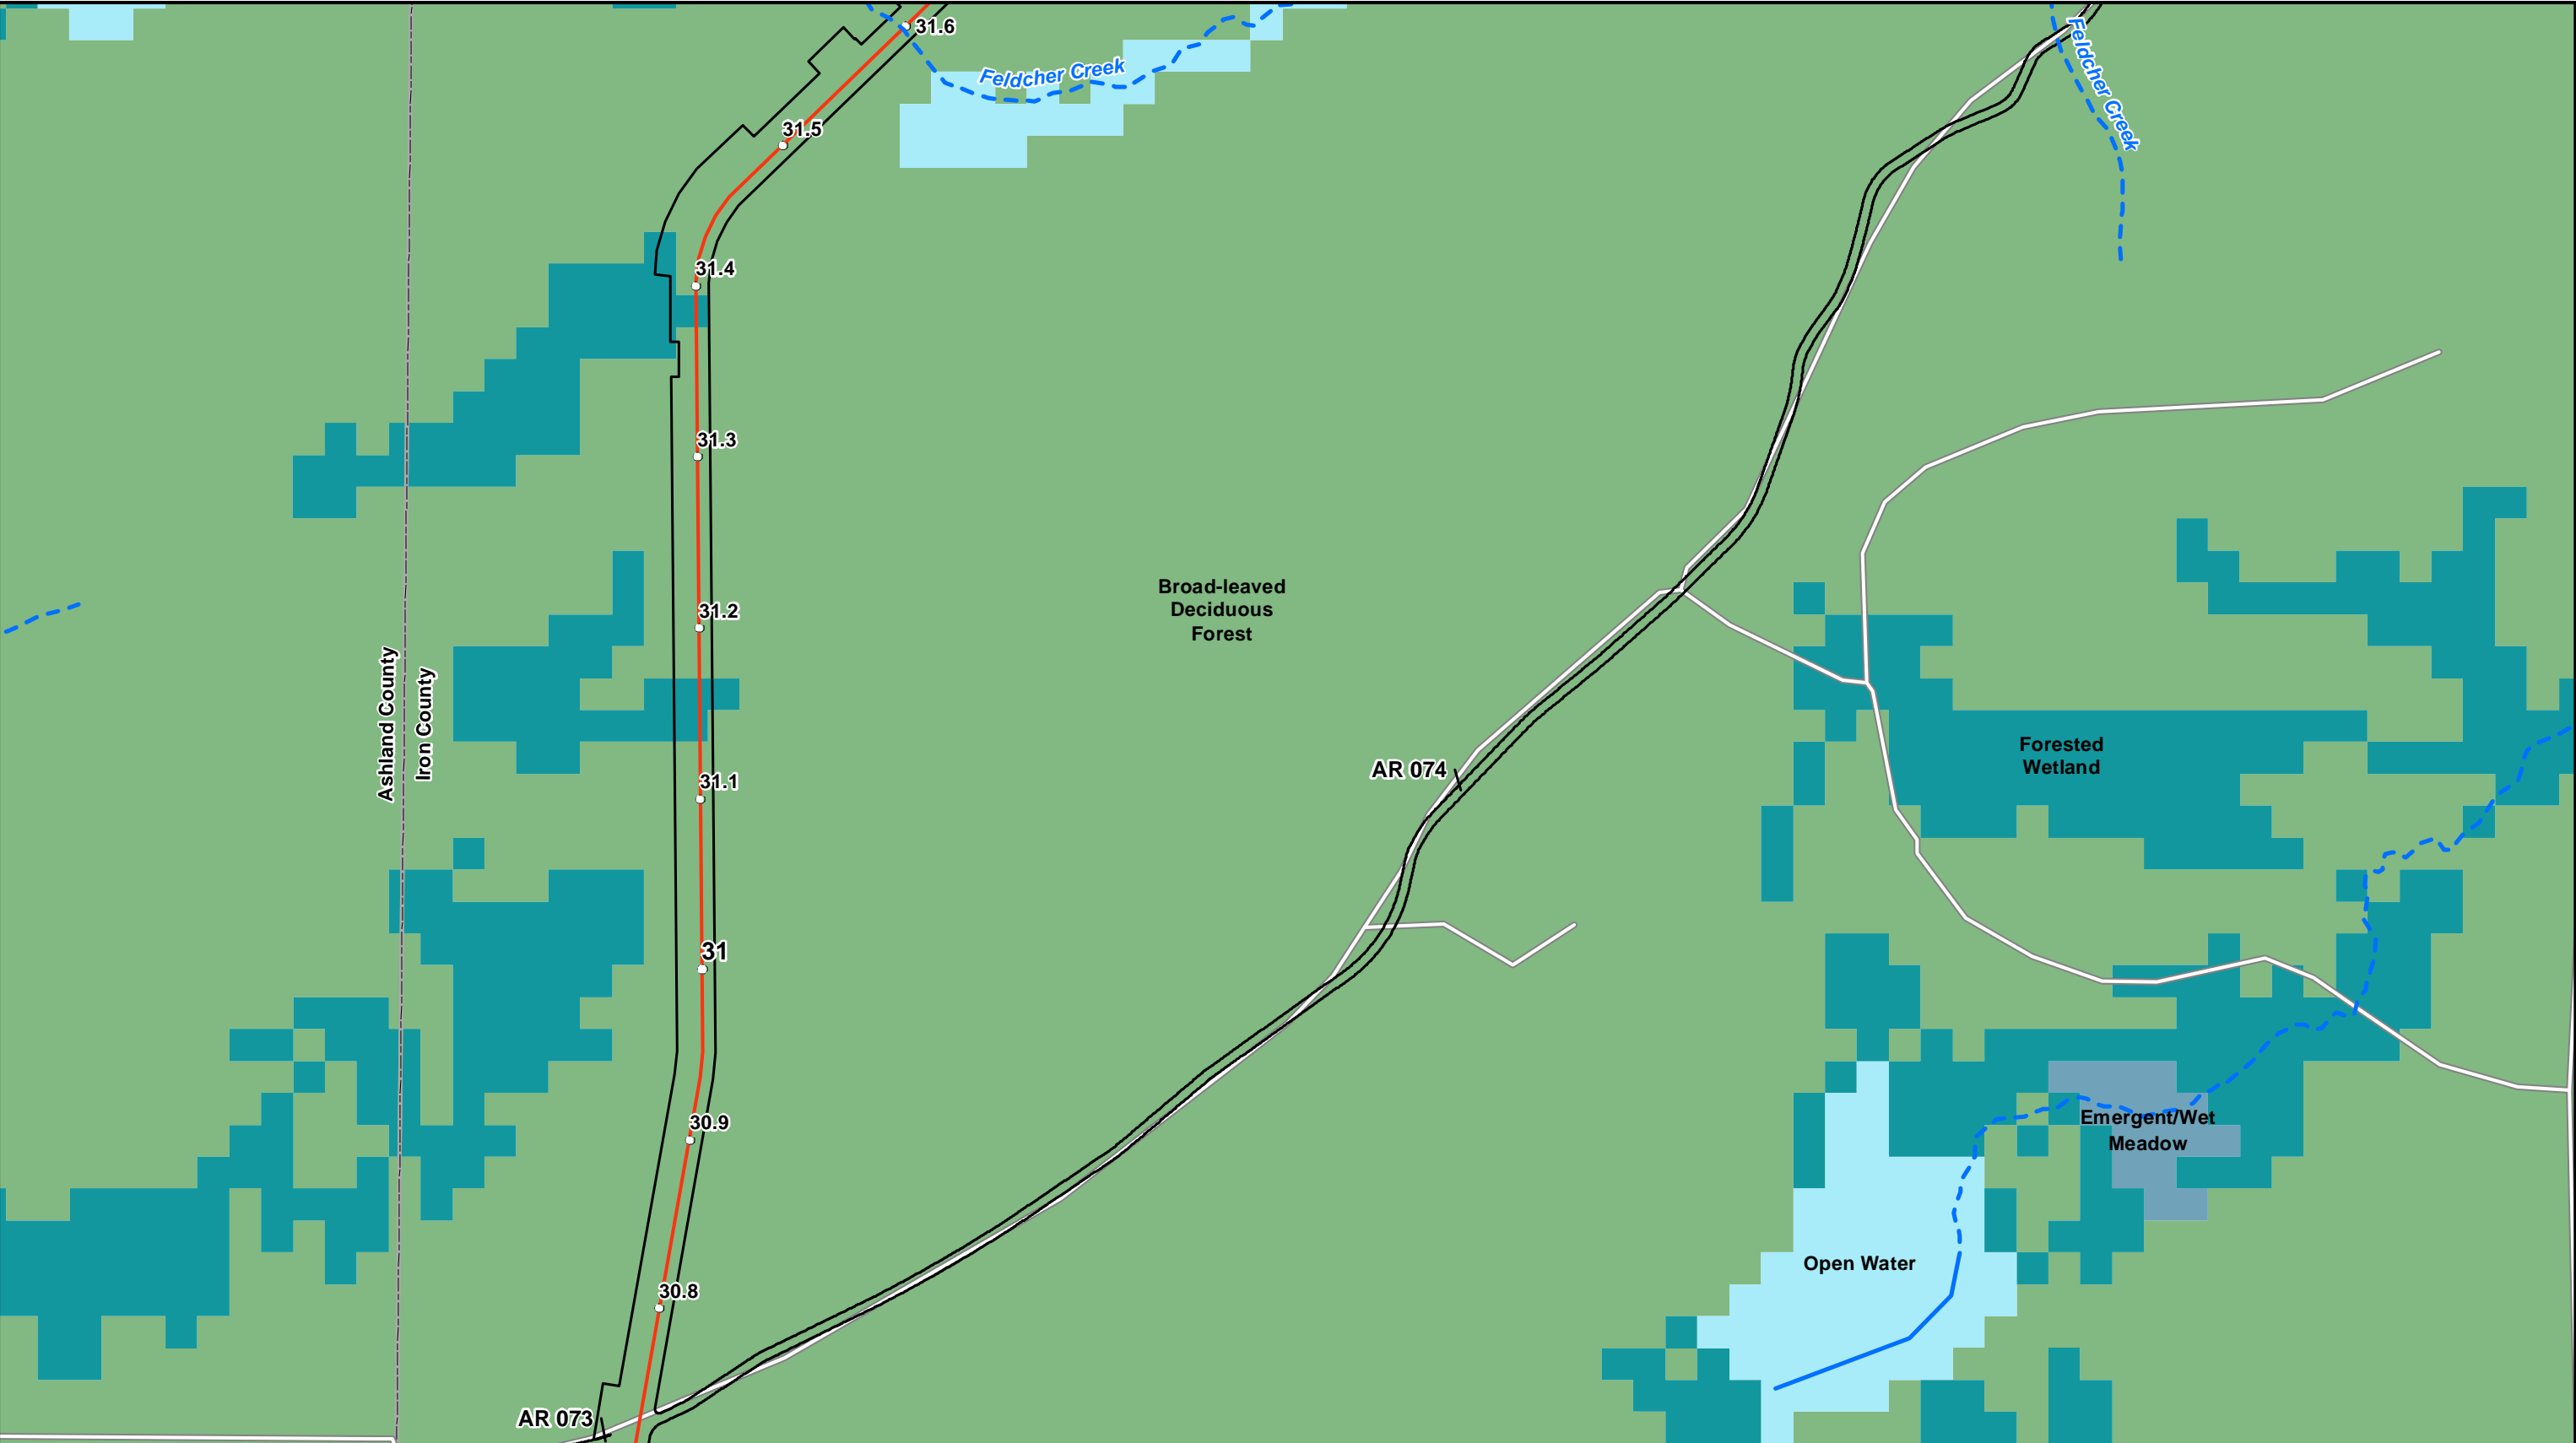 31.6
Feldcher Creek
Feldcher Creek
31.5
31.4
31.3
Broad-leaved
Deciduous
Forest
31.2
Ashland County
Iron County
Forested
Wetland
AR 074
31.1
31
30.9
Emergent/Wet
Meadow
Open Water
30.8
AR 073